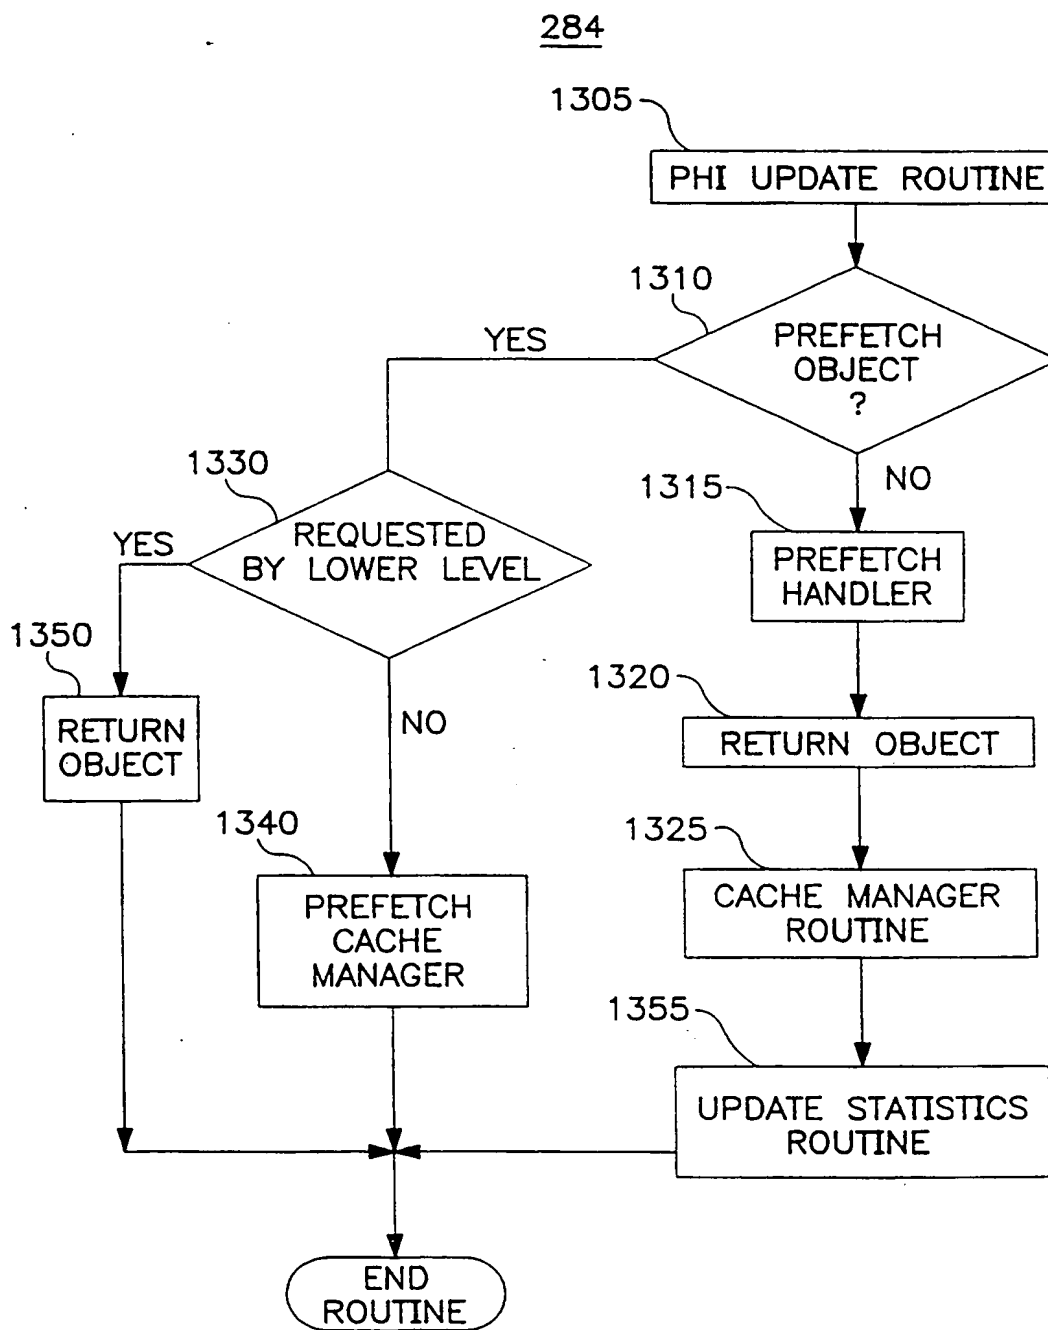 284
1305
PHI UPDATE ROUTINE
1310
PREFETCH
OBJECT
?
YES
NO
1330
REQUESTED
BY LOWER LEVEL
YES
NO
1315
PREFETCH
HANDLER
1350
RETURN
OBJECT
1320
RETURN OBJECT
1340
PREFETCH
CACHE
MANAGER
1325
CACHE MANAGER
ROUTINE
1355
UPDATE STATISTICS
ROUTINE
END
ROUTINE